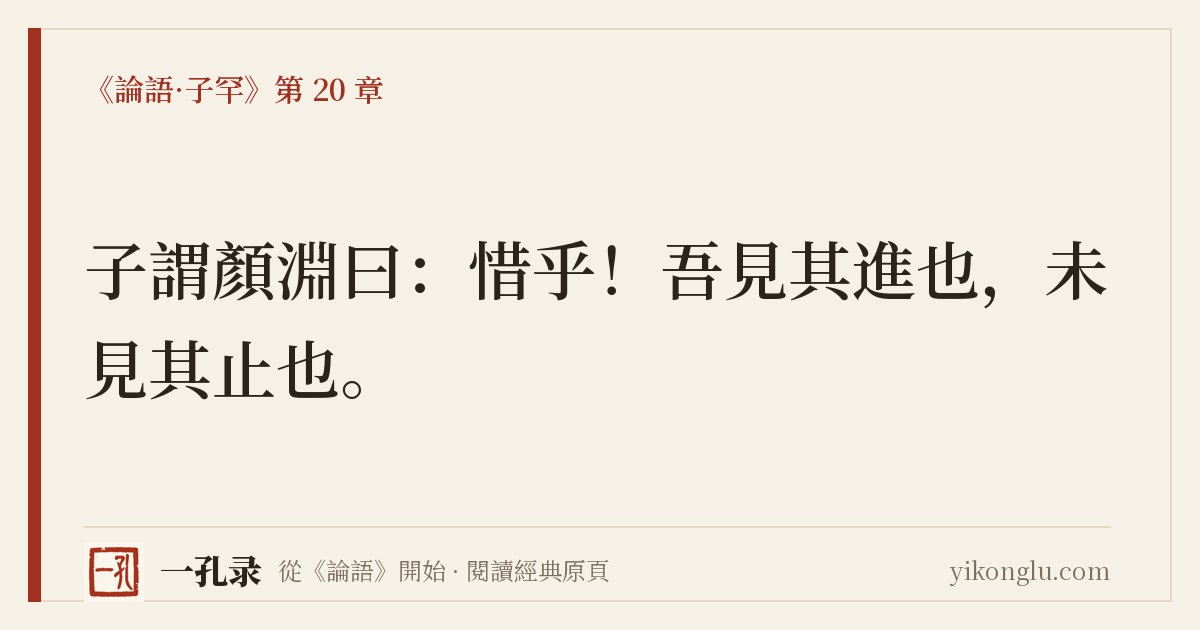 《論語·子罕》第 20 章
子謂顏淵曰：惜乎！吾見其進也，未
見其止也。
一孔
一孔录 從《論語》開始 · 閱讀經典原頁 yikonglu.com